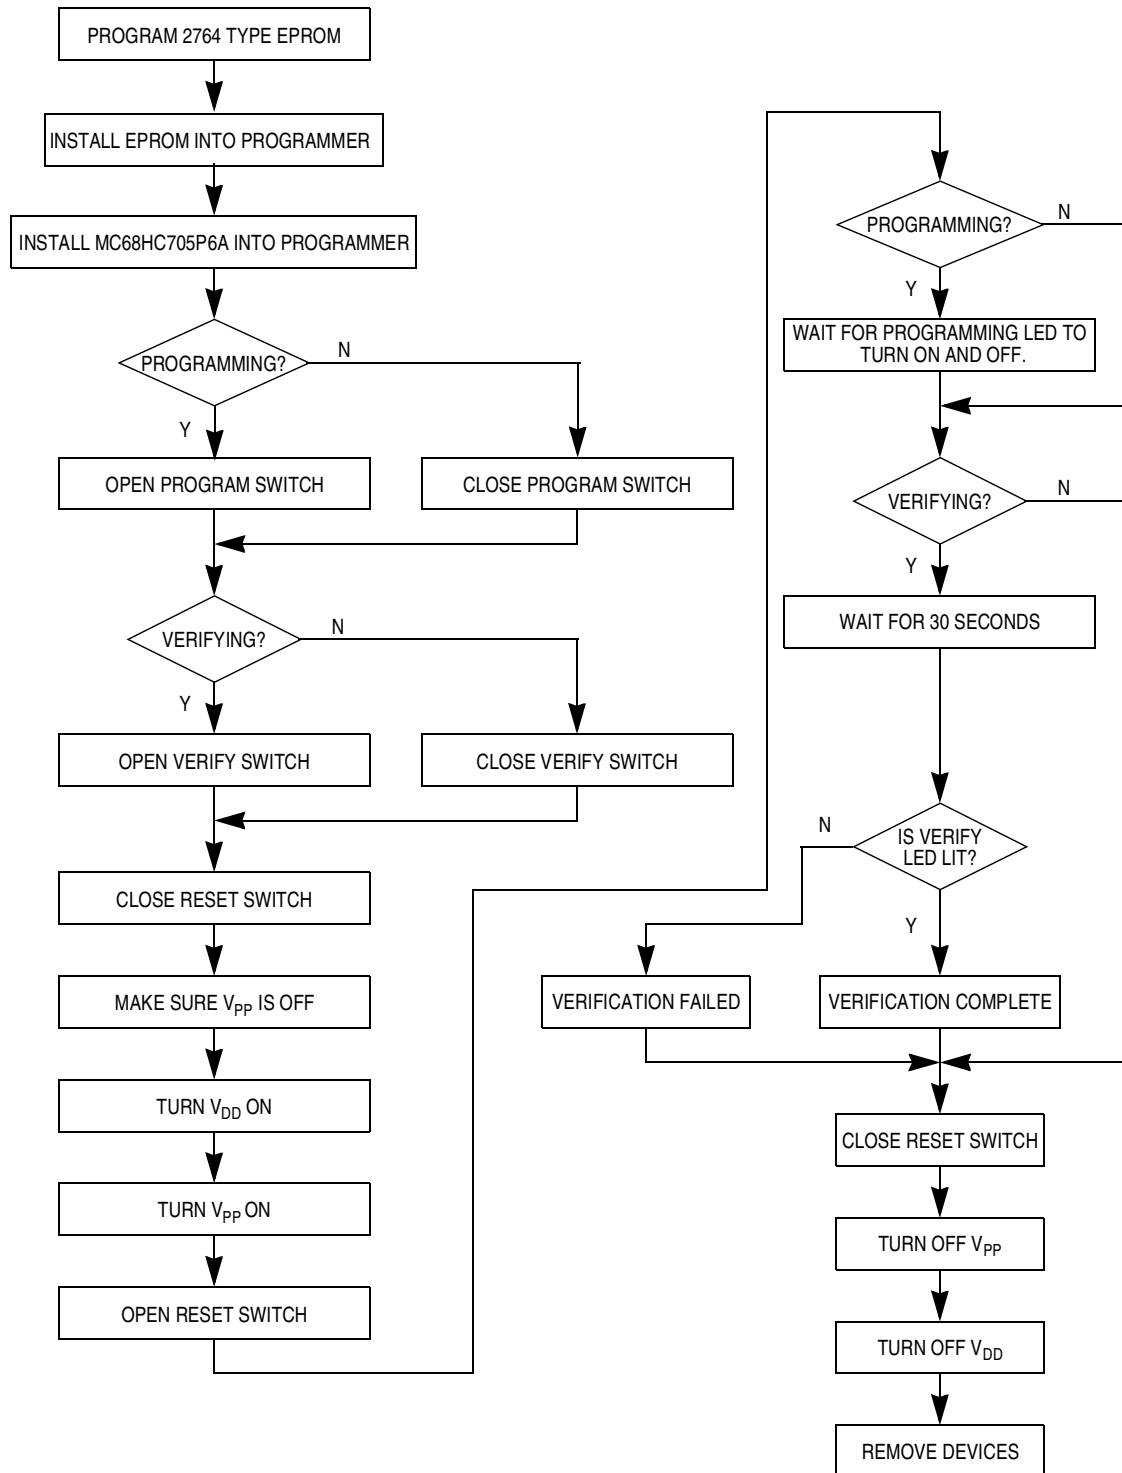 PROGRAM 2764 TYPE EPROM
INSTALL EPROM INTO PROGRAMMER
INSTALL MC68HC705P6A INTO PROGRAMMER
PROGRAMMING?
N
Y
OPEN PROGRAM SWITCH
CLOSE PROGRAM SWITCH
VERIFYING?
N
Y
OPEN VERIFY SWITCH
CLOSE VERIFY SWITCH
CLOSE RESET SWITCH
MAKE SURE VPP IS OFF
TURN VDD ON
TURN VPP ON
OPEN RESET SWITCH
PROGRAMMING?
N
Y
WAIT FOR PROGRAMMING LED TO
TURN ON AND OFF.
VERIFYING?
N
Y
WAIT FOR 30 SECONDS
IS VERIFY
LED LIT?
N
Y
VERIFICATION FAILED
VERIFICATION COMPLETE
CLOSE RESET SWITCH
TURN OFF VPP
TURN OFF VDD
REMOVE DEVICES